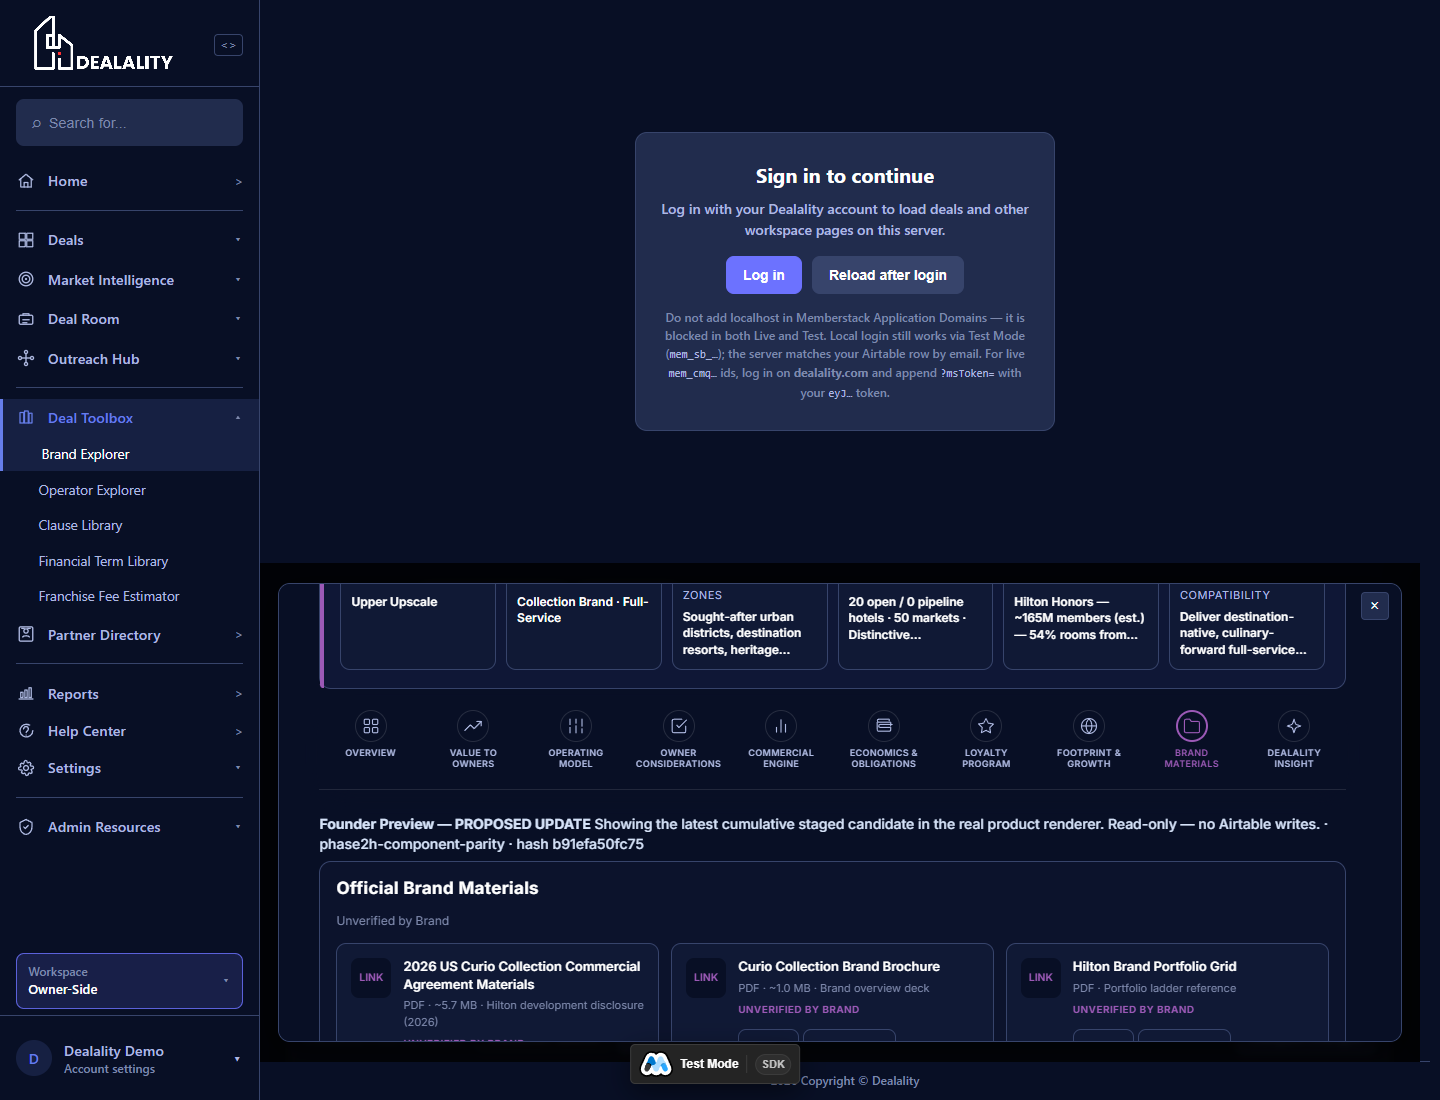 DEALALITY
<>
Search for...
Home
Deals
Market Intelligence
Deal Room
Outreach Hub
Deal Toolbox
Brand Explorer
Operator Explorer
Clause Library
Financial Term Library
Franchise Fee Estimator
Partner Directory
Reports
Help Center
Settings
Admin Resources
Workspace
Owner-Side
D
Dealality Demo
Account settings
Sign in to continue
Log in with your Dealality account to load deals and other
workspace pages on this server.
Log in
Reload after login
Do not add localhost in Memberstack Application Domains — it is
blocked in both Live and Test. Local login still works via Test Mode
(mem_sb_…); the server matches your Airtable row by email. For live
mem_cmq… ids, log in on dealality.com and append ?msToken= with
your eyJ… token.
×
Upper Upscale
Collection Brand · Full-
Service
ZONES
Sought-after urban
districts, destination
resorts, heritage...
20 open / 0 pipeline
hotels · 50 markets ·
Distinctive...
Hilton Honors —
~165M members (est.)
— 54% rooms from...
COMPATIBILITY
Deliver destination-
native, culinary-
forward full-service...
OVERVIEW
VALUE TO
OWNERS
OPERATING
MODEL
OWNER
CONSIDERATIONS
COMMERCIAL
ENGINE
ECONOMICS &
OBLIGATIONS
LOYALTY
PROGRAM
FOOTPRINT &
GROWTH
BRAND
MATERIALS
DEALALITY
INSIGHT
Founder Preview — PROPOSED UPDATE Showing the latest cumulative staged candidate in the real product renderer. Read-only — no Airtable writes. ·
phase2h-component-parity · hash b91efa50fc75
Official Brand Materials
Unverified by Brand
LINK
2026 US Curio Collection Commercial
Agreement Materials
PDF · ~5.7 MB · Hilton development disclosure
(2026)
LINK
Curio Collection Brand Brochure
PDF · ~1.0 MB · Brand overview deck
UNVERIFIED BY BRAND
LINK
Hilton Brand Portfolio Grid
PDF · Portfolio ladder reference
UNVERIFIED BY BRAND
Test Mode
SDK
Copyright © Dealality